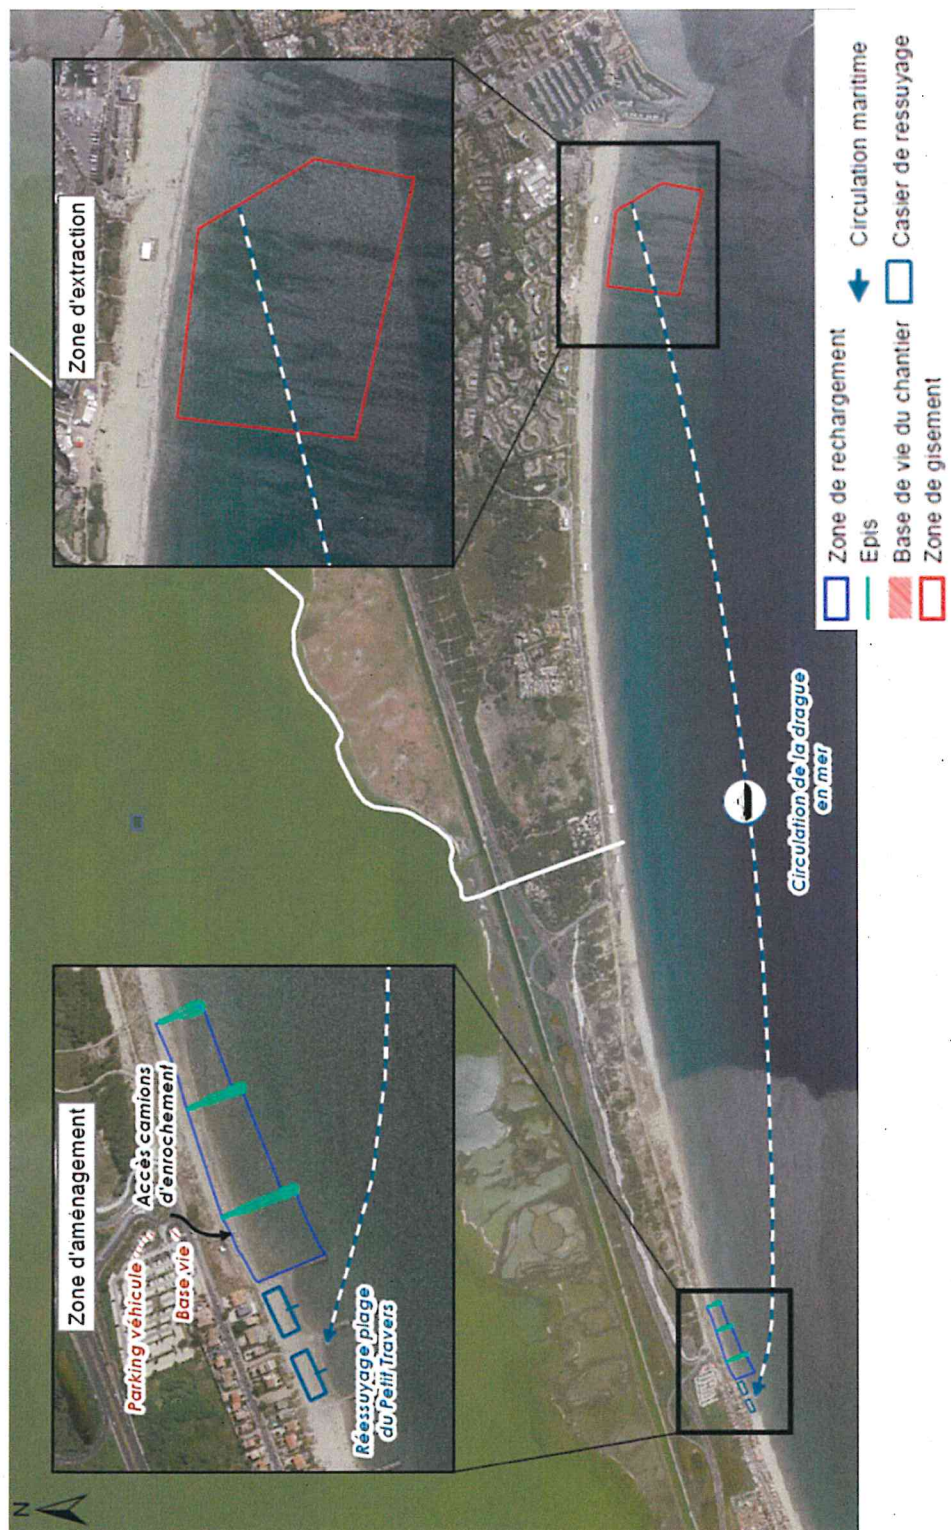 N
Zone d'aménagement
Parking véhicule
Base vie
Accès camions
d'enrochement
Réessuyage plage
du Petit Travers
Zone d'extraction
Circulation de la drague
en mer
Zone de rechargement
Epis
Base de vie du chantier
Zone de gisement
Circulation maritime
Casier de ressuyage